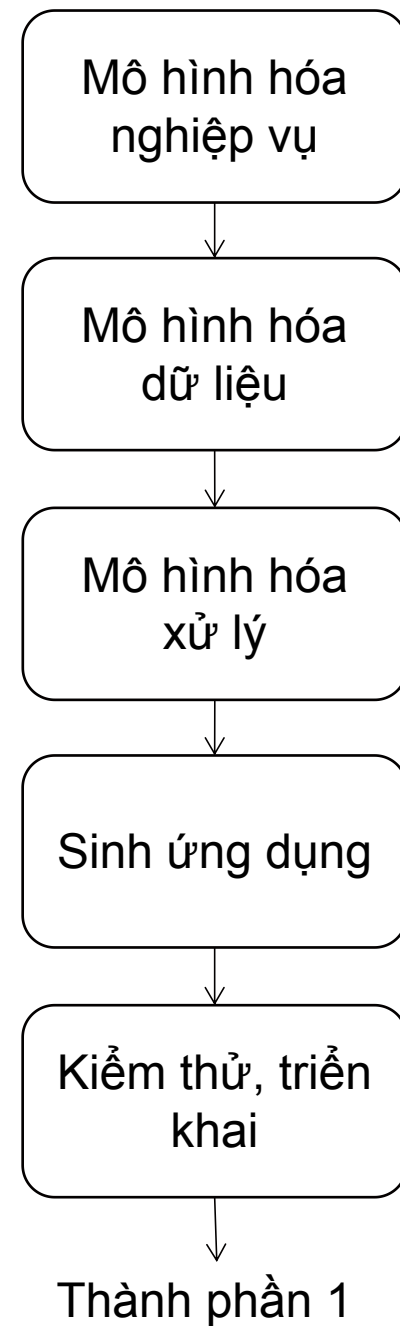 Mô hình hóa
nghiệp vụ
Mô hình hóa
dữ liệu
Mô hình hóa
xử lý
Sinh ứng dụng
Kiểm thử, triển
khai
Thành phần 1